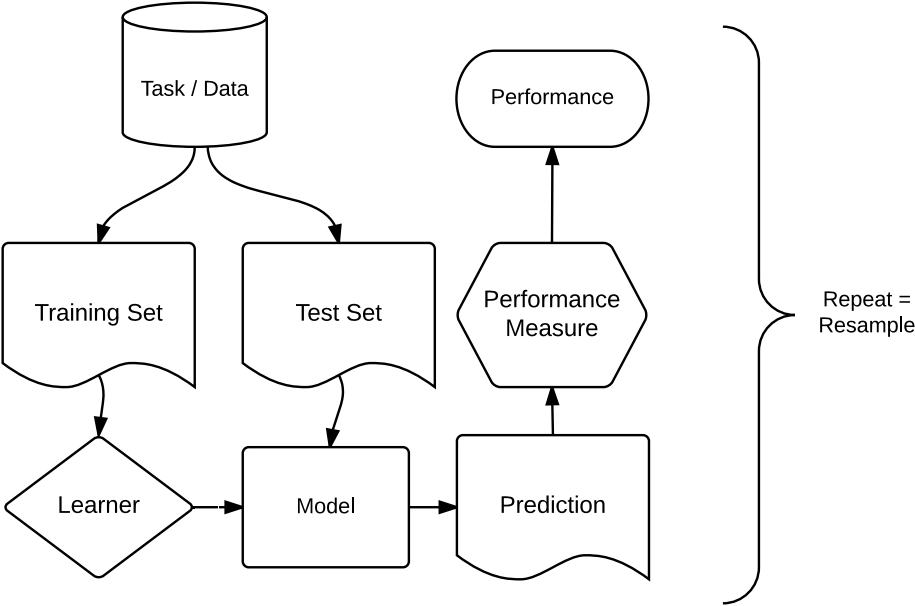 Task / Data
Performance
Training Set
Test Set
Performance
Measure
Repeat =
Resample
Learner
Model
Prediction